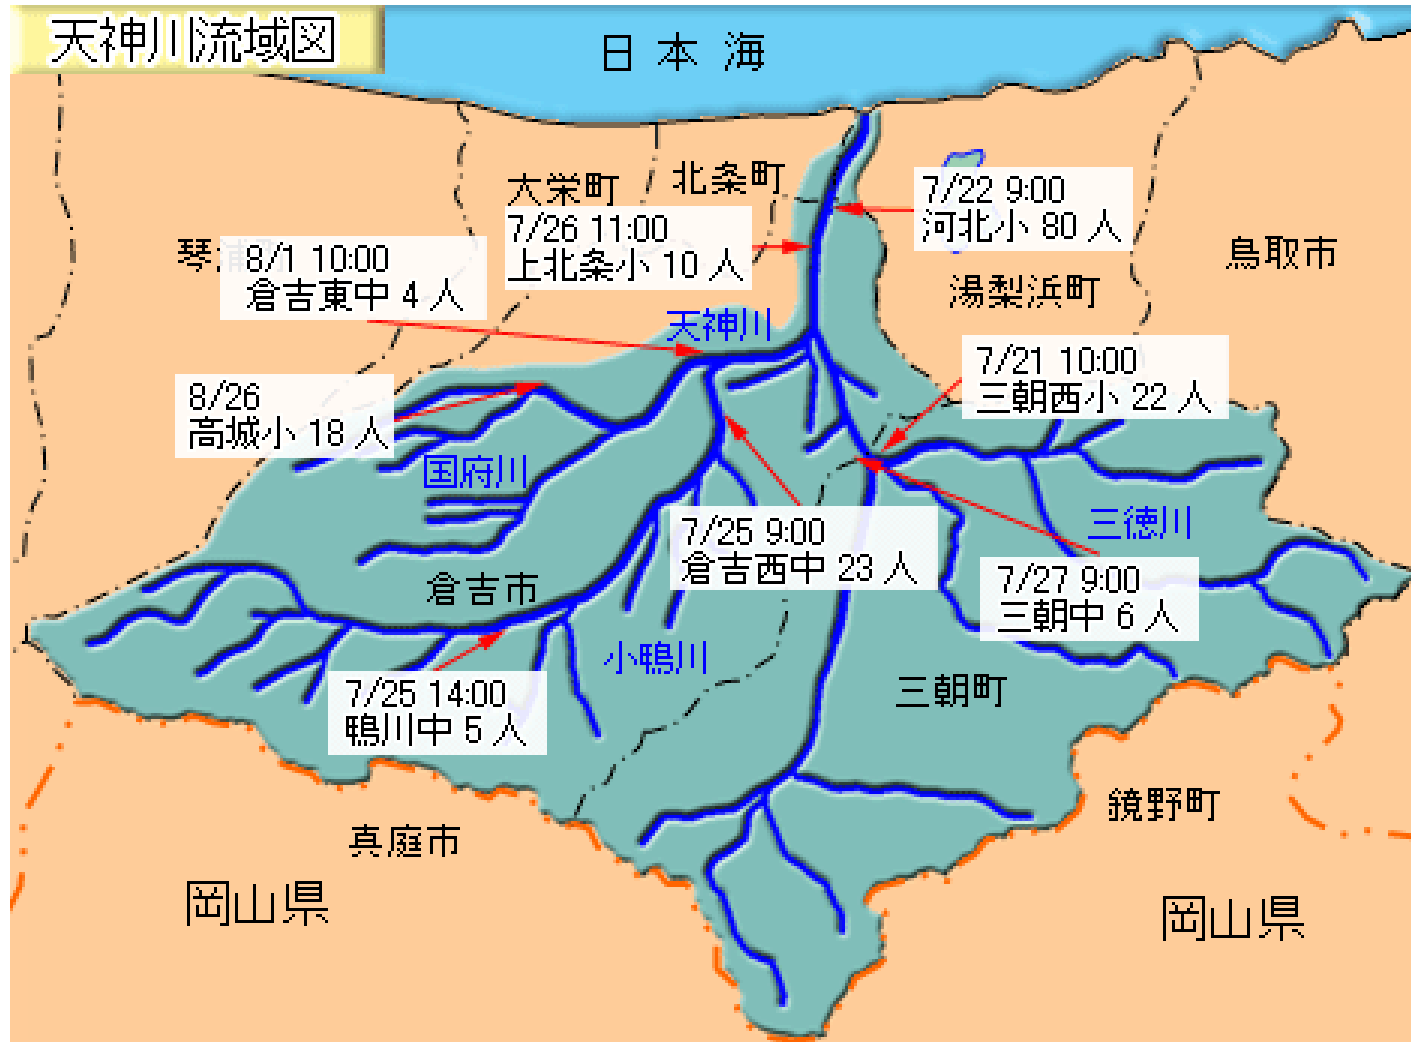 天神川流域図
日本海
北条町
大栄町
7/22 9:00
河北小 80 人
7/26 11:00
上北条小 10 人
8/1 10:00
倉吉東中 4 人
琴浦町
鳥取市
湯梨浜町
天神川
7/21 10:00
三朝西小 22 人
8/26
高城小 18 人
国府川
7/25 9:00
倉吉西中 23 人
三徳川
7/27 9:00
三朝中 6 人
倉吉市
小鴨川
7/25 14:00
鴨川中 5 人
三朝町
鏡野町
真庭市
岡山県
岡山県